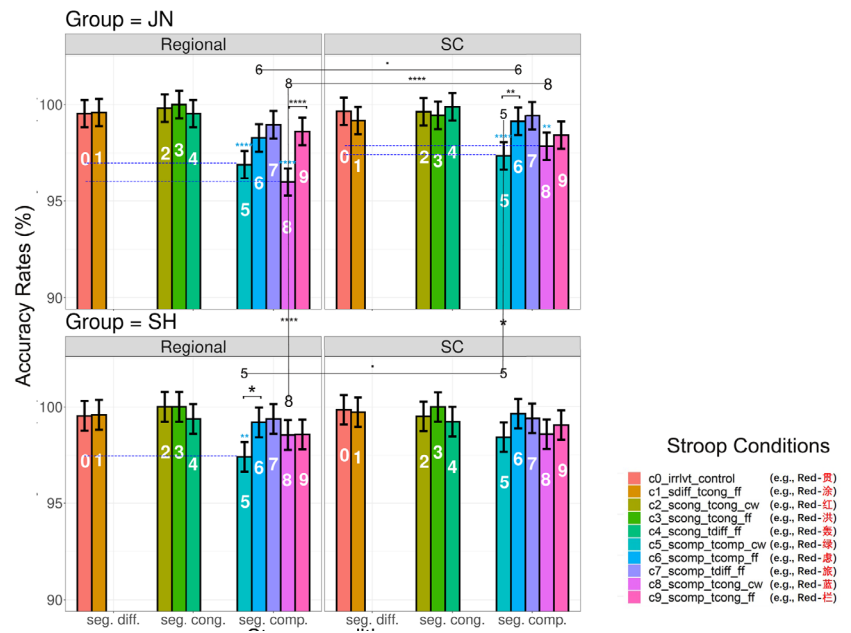 Group = JN
Regional
SC
6 6
8 **** 8
****
**
5
100
95
90
****
****
****
**
0 1 2 3 4 5 6 7 8 9
0 1 2 3 4 5 6 7 8 9
Accuracy Rates (%)
Group = SH
****
*
Regional
SC
5 5
*
8
**
100
95
90
0 1 2 3 4 5 6 7 8 9
0 1 2 3 4 5 6 7 8 9
seg. diff. seg. cong. seg. comp. seg. diff. seg. cong. seg. comp.
Stroop Conditions
c0_irrlvt_control (e.g., Red-贯)
c1_sdiff_tcong_ff (e.g., Red-涂)
c2_scong_tcong_cw (e.g., Red-红)
c3_scong_tcong_ff (e.g., Red-洪)
c4_scong_tdiff_ff (e.g., Red-轰)
c5_scomp_tcomp_cw (e.g., Red-绿)
c6_scomp_tcomp_ff (e.g., Red-虑)
c7_scomp_tdiff_ff (e.g., Red-旅)
c8_scomp_tcong_cw (e.g., Red-蓝)
c9_scomp_tcong_ff (e.g., Red-栏)